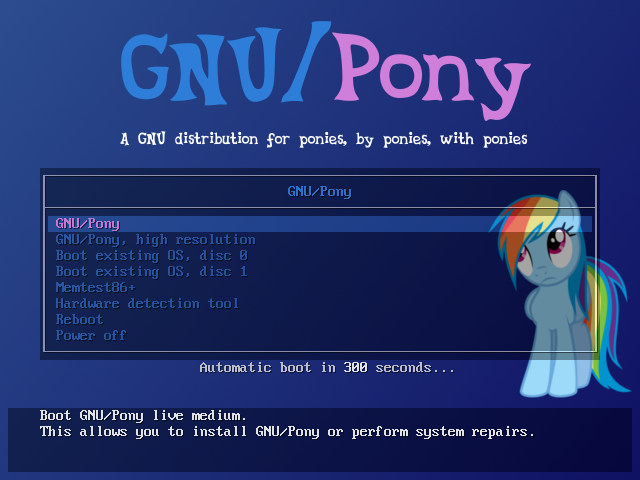 GNU/Pony
A GNU distribution for ponies, by ponies, with ponies
GNU/Pony
GNU/Pony
GNU/Pony, high resolution
Boot existing OS, disc 0
Boot existing OS, disc 1
Memtest86+
Hardware detection tool
Reboot
Power off
Automatic boot in 300 seconds...
Boot GNU/Pony live medium.
This allows you to install GNU/Pony or perform system repairs.